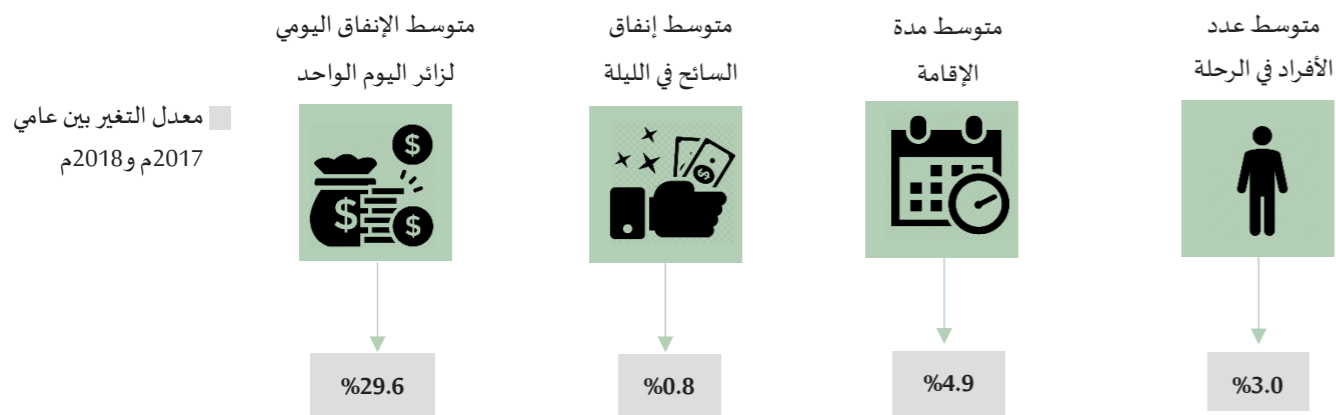 متوسط عدد
الأفراد في الرحلة
متوسط مدة
الإقامة
متوسط إنفاق
السائح في الليلة
متوسط الإنفاق اليومي
لزائر اليوم الواحد
معدل التغير بين عامي
2017م و2018م
%3.0
%4.9
%0.8
%29.6